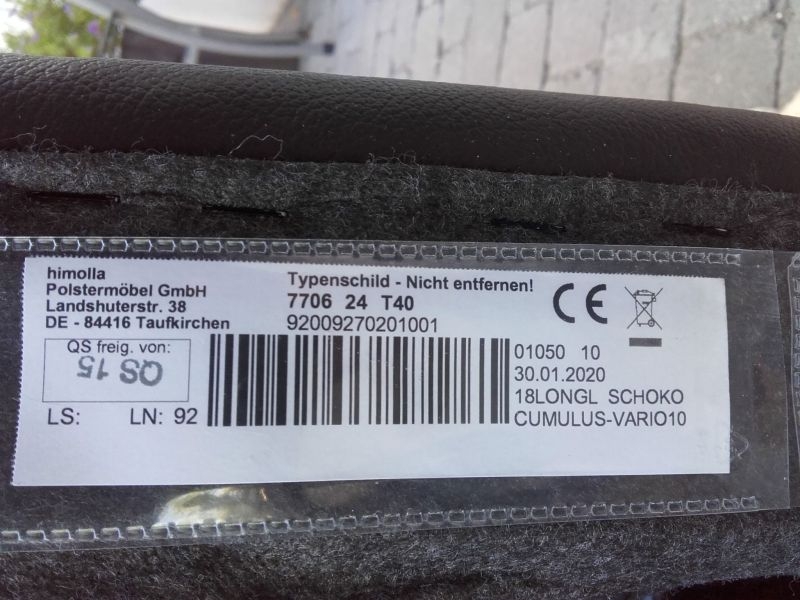 himolla
Polstermöbel GmbH
Landshuterstr. 38
DE - 84416 Taufkirchen
Typenschild - Nicht entfernen!
7706 24 T40
92009270201001
QS freig. von:
QS 15
LS: LN: 92
01050 10
30.01.2020
18LONGL SCHOKO
CUMULUS-VARIO10
CE